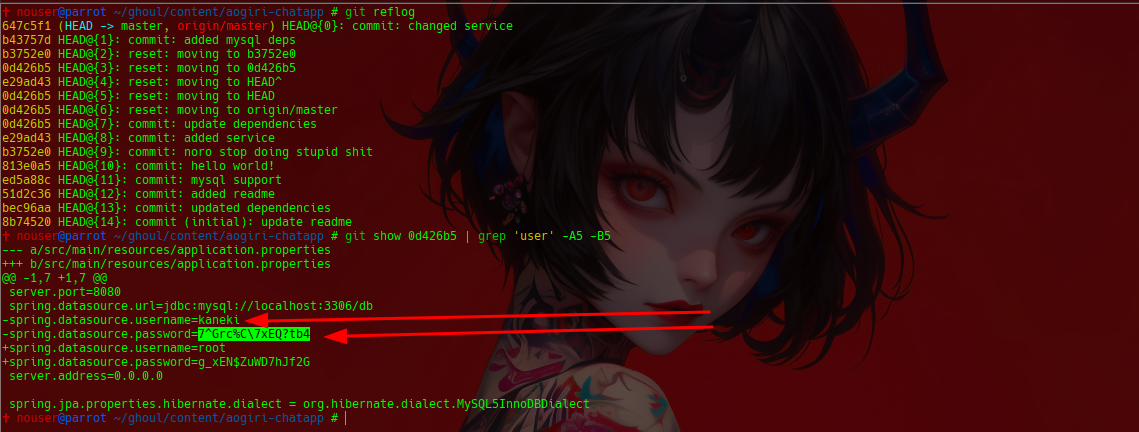 ✝ nouser@parrot ~/ghoul/content/aogiri-chatapp # git reflog
647c5f1 (HEAD -> master, origin/master) HEAD@{0}: commit: changed service
b43757d HEAD@{1}: commit: added mysql deps
b3752e0 HEAD@{2}: reset: moving to b3752e0
0d426b5 HEAD@{3}: reset: moving to 0d426b5
e29ad43 HEAD@{4}: reset: moving to HEAD^
0d426b5 HEAD@{5}: reset: moving to HEAD
0d426b5 HEAD@{6}: reset: moving to origin/master
0d426b5 HEAD@{7}: commit: update dependencies
e29ad43 HEAD@{8}: commit: added service
b3752e0 HEAD@{9}: commit: noro stop doing stupid shit
813e0a5 HEAD@{10}: commit: hello world!
ed5a88c HEAD@{11}: commit: mysql support
51d2c36 HEAD@{12}: commit: added readme
bec96aa HEAD@{13}: commit: updated dependencies
8b74520 HEAD@{14}: commit (initial): update readme
✝ nouser@parrot ~/ghoul/content/aogiri-chatapp # git show 0d426b5 | grep 'user' -A5 -B5
--- a/src/main/resources/application.properties
+++ b/src/main/resources/application.properties
@@ -1,7 +1,7 @@
 server.port=8080
 spring.datasource.url=jdbc:mysql://localhost:3306/db
-spring.datasource.username=kaneki
-spring.datasource.password=7^Grc%C\7xEQ?tb4
+spring.datasource.username=root
+spring.datasource.password=g_xEN$ZuWD7hJf2G
 server.address=0.0.0.0
 spring.jpa.properties.hibernate.dialect = org.hibernate.dialect.MySQL5InnoDBDialect
✝ nouser@parrot ~/ghoul/content/aogiri-chatapp #